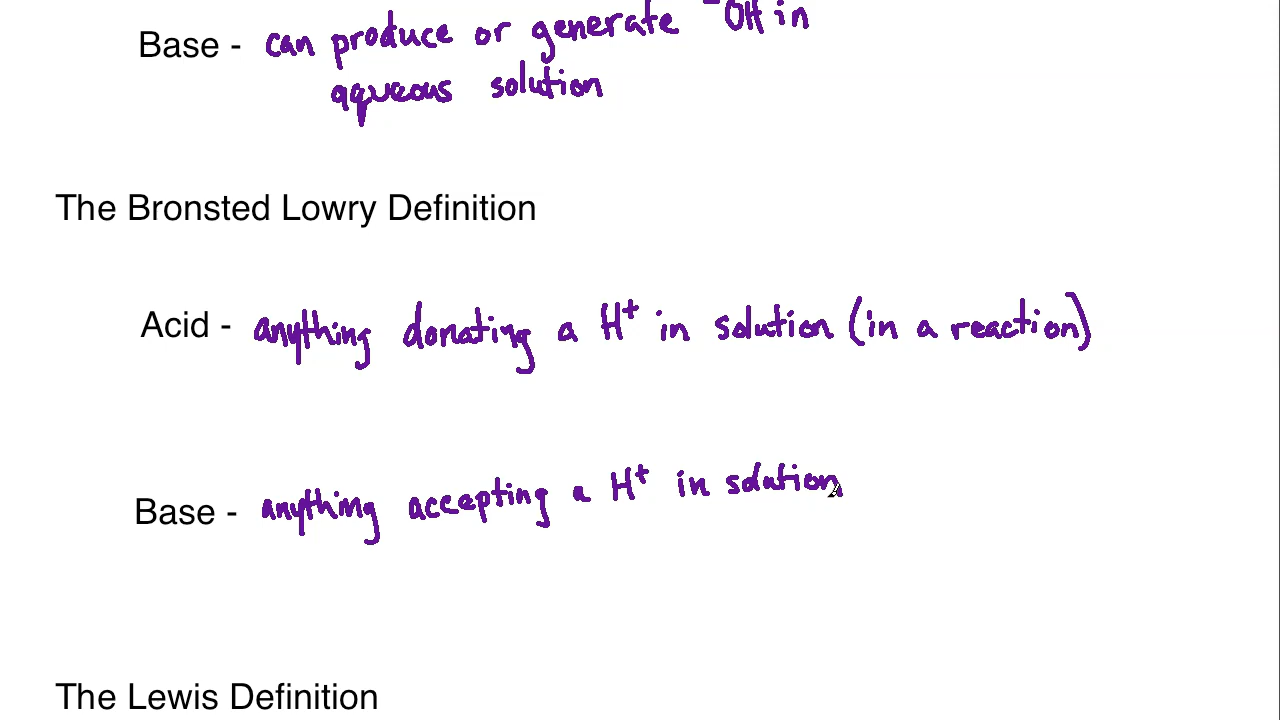 Base - can produce or generate ⁻OH in
aqueous solution
The Bronsted Lowry Definition
Acid - anything donating a H⁺ in solution (in a reaction)
Base - anything accepting a H⁺ in solution
The Lewis Definition